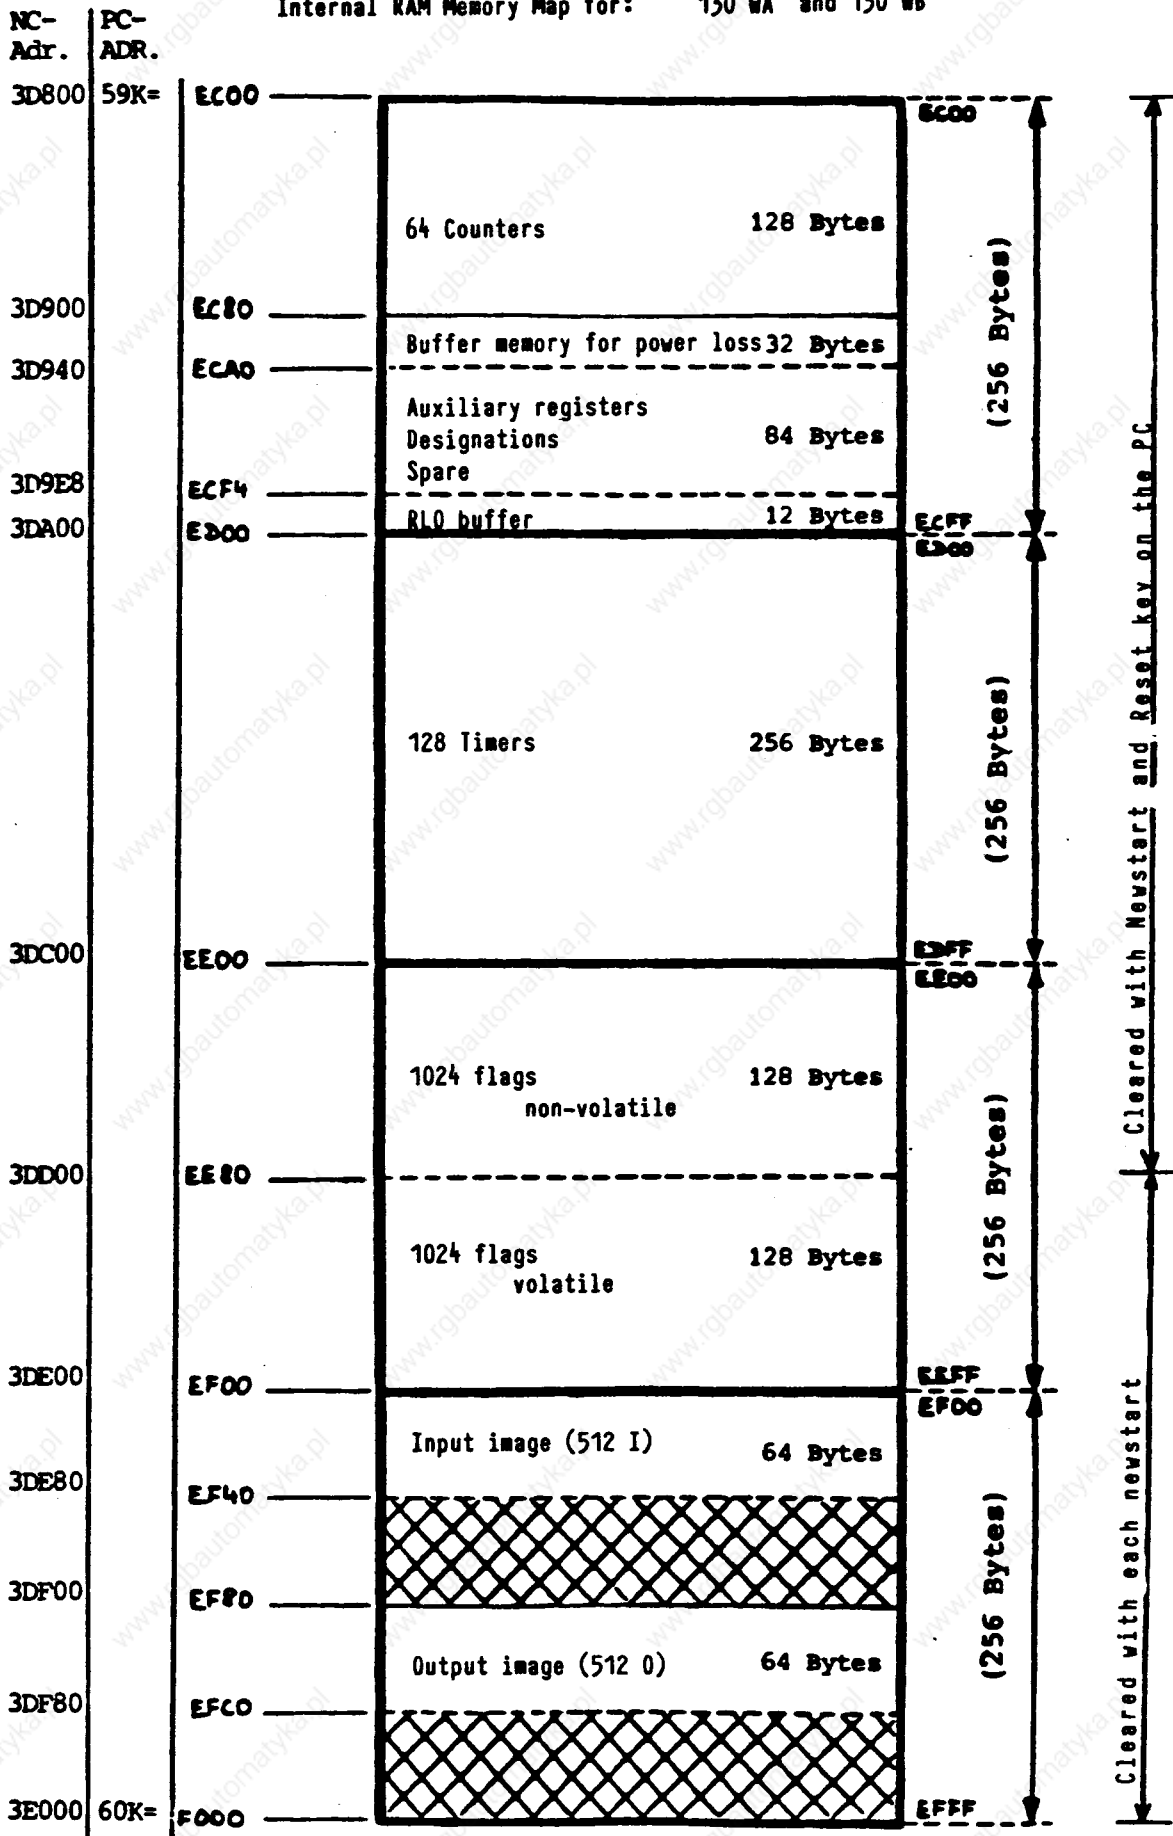 Internal RAM Memory Map for: 150 WA and 150 WB
NC- PC-
Adr. ADR.
3D800 59K= EC00
EC00
64 Counters 128 Bytes
3D900 EC80
Buffer memory for power loss 32 Bytes
3D940 ECA0
Auxiliary registers
Designations 84 Bytes
Spare
3D9E8 ECF4
RLO buffer 12 Bytes
ECFF
3DA00 ED00
ED00
(256 Bytes)
128 Timers 256 Bytes
(256 Bytes)
EDFF
3DC00 EE00
EE00
1024 flags 128 Bytes
non-volatile
Cleared with Newstart and Reset key on the PC
3DD00 EE80
(256 Bytes)
1024 flags 128 Bytes
volatile
EEFF
3DE00 EF00
EF00
Input image (512 I) 64 Bytes
3DE80 EF40
(256 Bytes)
3DF00 EF80
Output image (512 O) 64 Bytes
3DF80 EFC0
Cleared with each newstart
EFFF
3E000 60K= F000
www.rgbautomatyka.pl